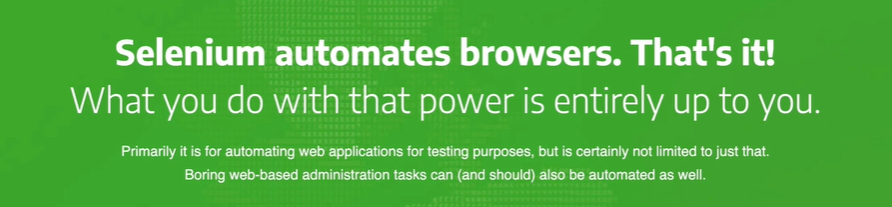 Selenium automates browsers. That's it!
What you do with that power is entirely up to you.
Primarily it is for automating web applications for testing purposes, but is certainly not limited to just that.
Boring web-based administration tasks can (and should) also be automated as well.